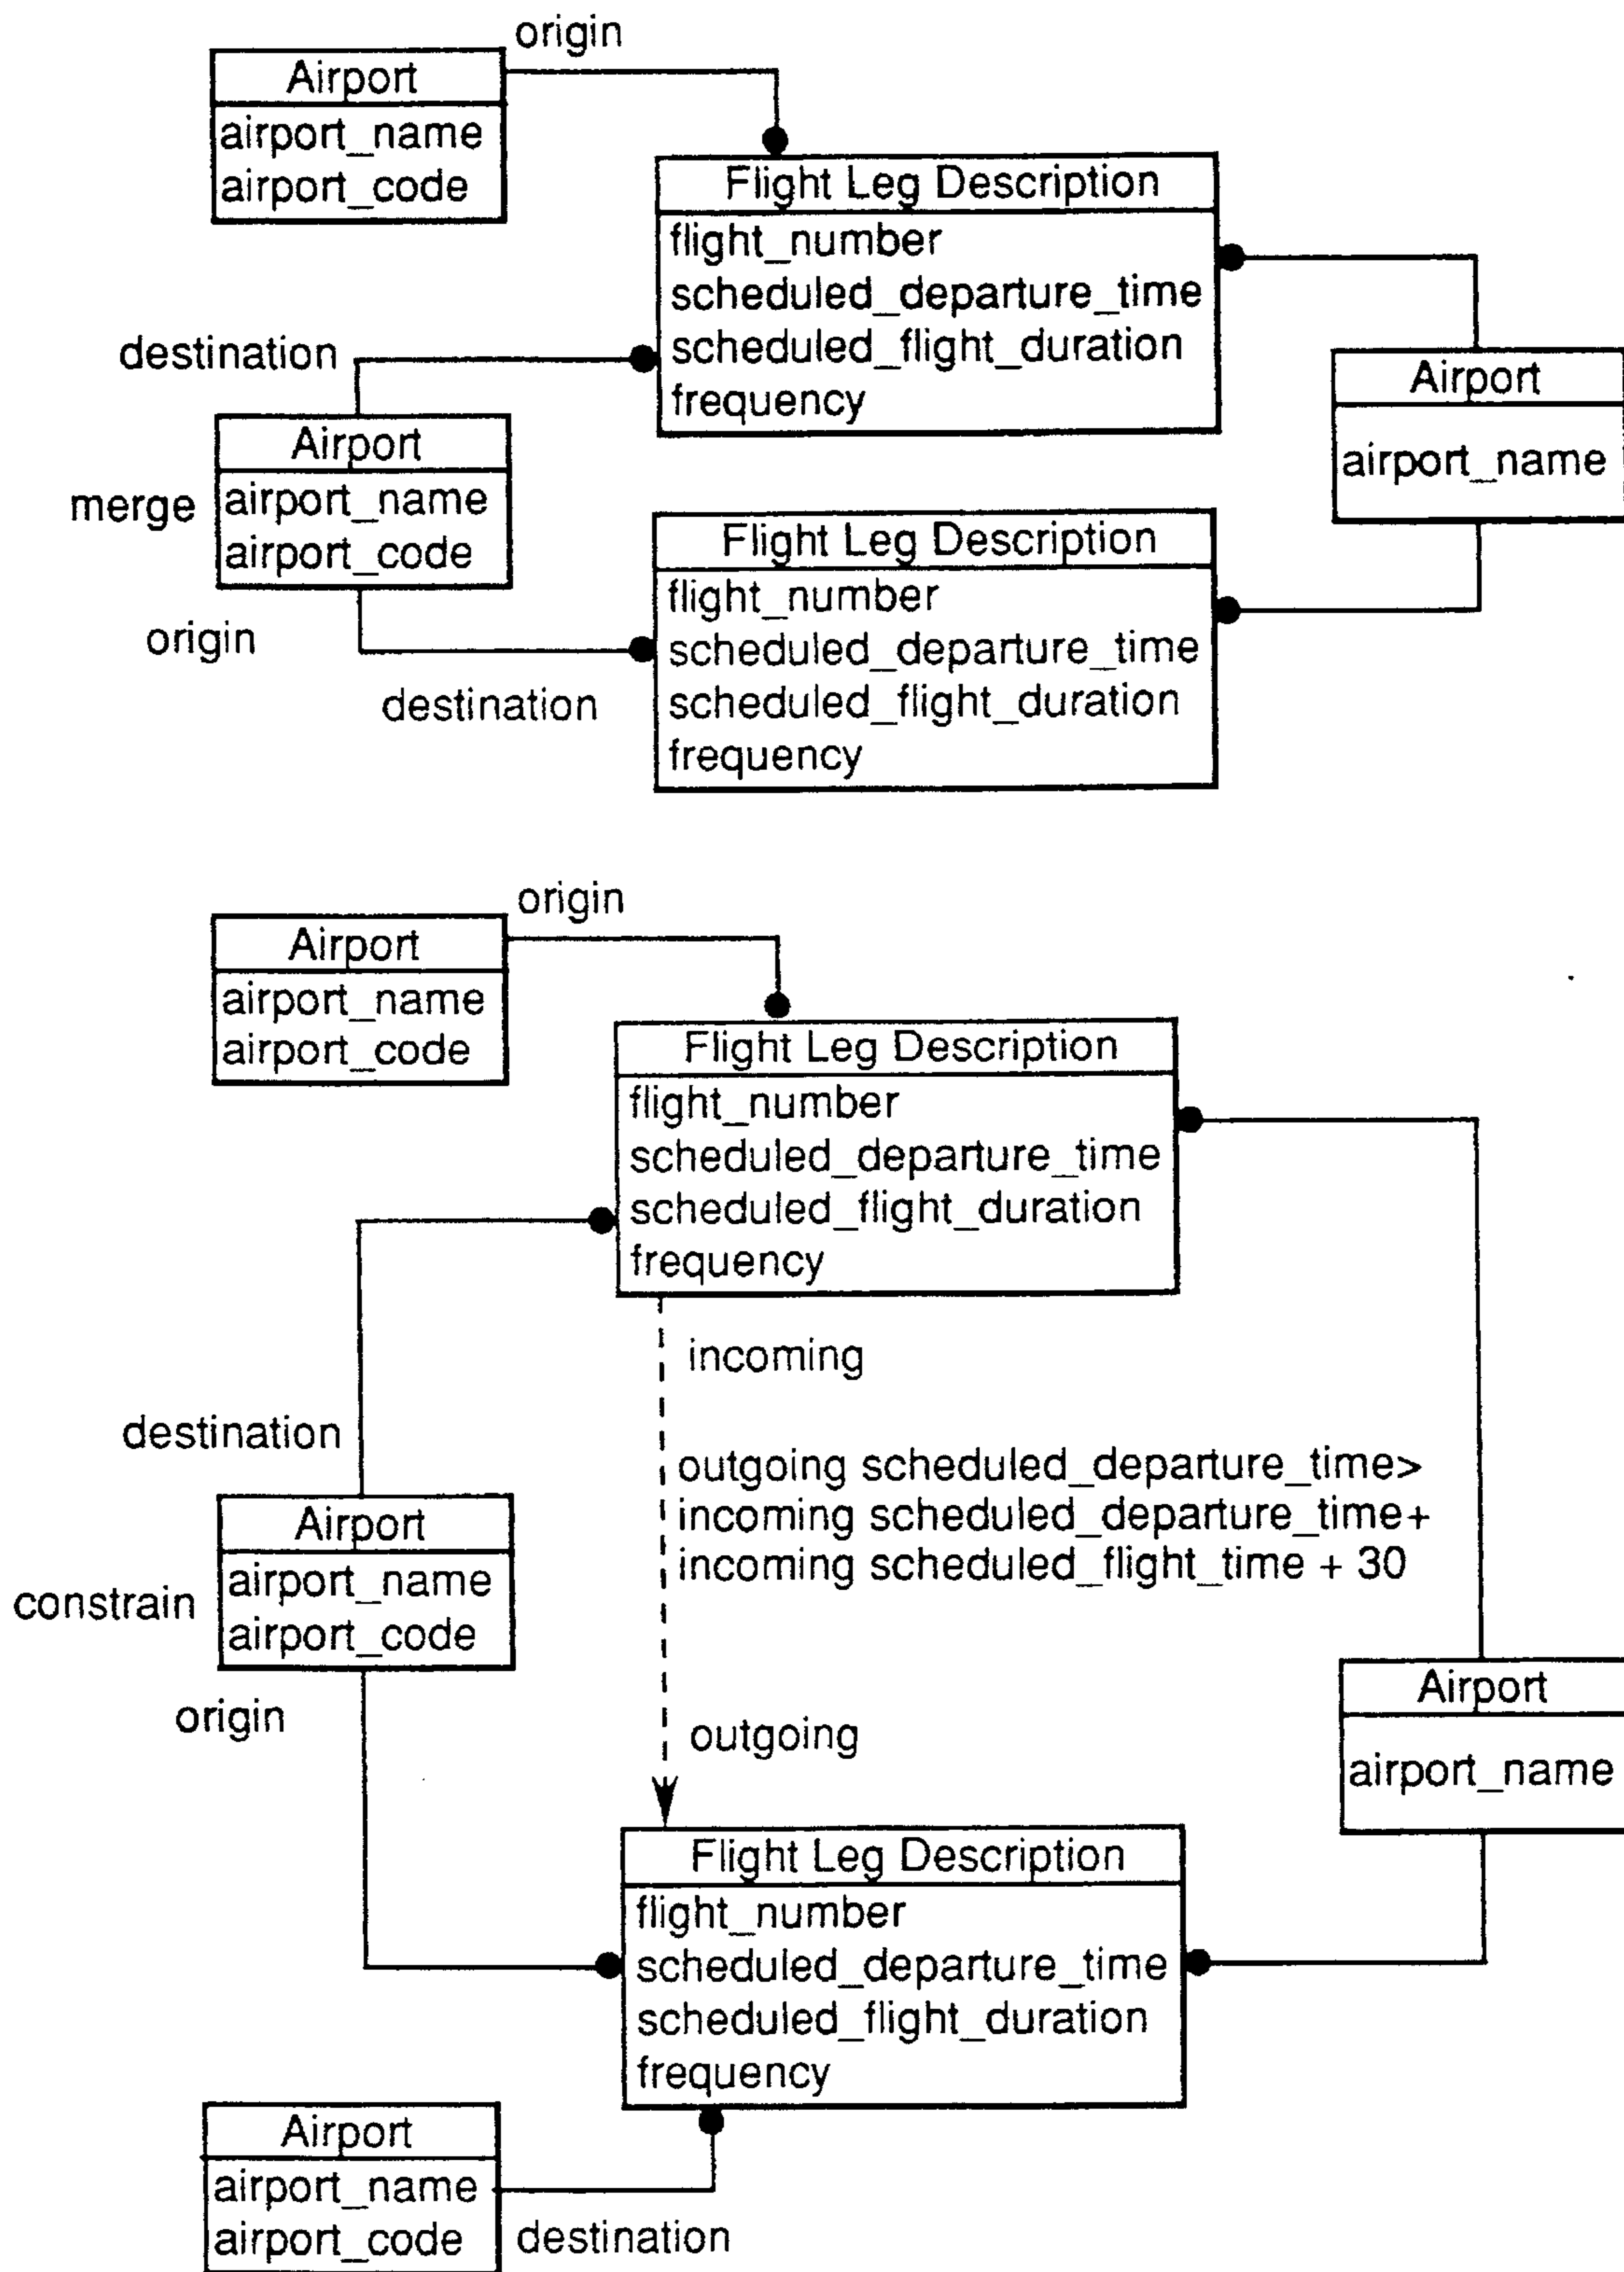 origin
Airport
airport_name
airport_code
Flight Leg Description
flight_number
scheduled_departure_time
scheduled_flight_duration
frequency
destination
Airport
airport_name
merge
Airport
airport_name
airport_code
Flight Leg Description
flight_number
scheduled_departure_time
scheduled_flight_duration
frequency
origin
destination
origin
Airport
airport_name
airport_code
Flight Leg Description
flight_number
scheduled_departure_time
scheduled_flight_duration
frequency
incoming
destination
outgoing scheduled_departure_time>
incoming scheduled_departure_time+
incoming scheduled_flight_time + 30
Airport
airport_name
airport_code
constrain
origin
outgoing
Airport
airport_name
Flight Leg Description
flight_number
scheduled_departure_time
scheduled_flight_duration
frequency
Airport
airport_name
airport_code
destination